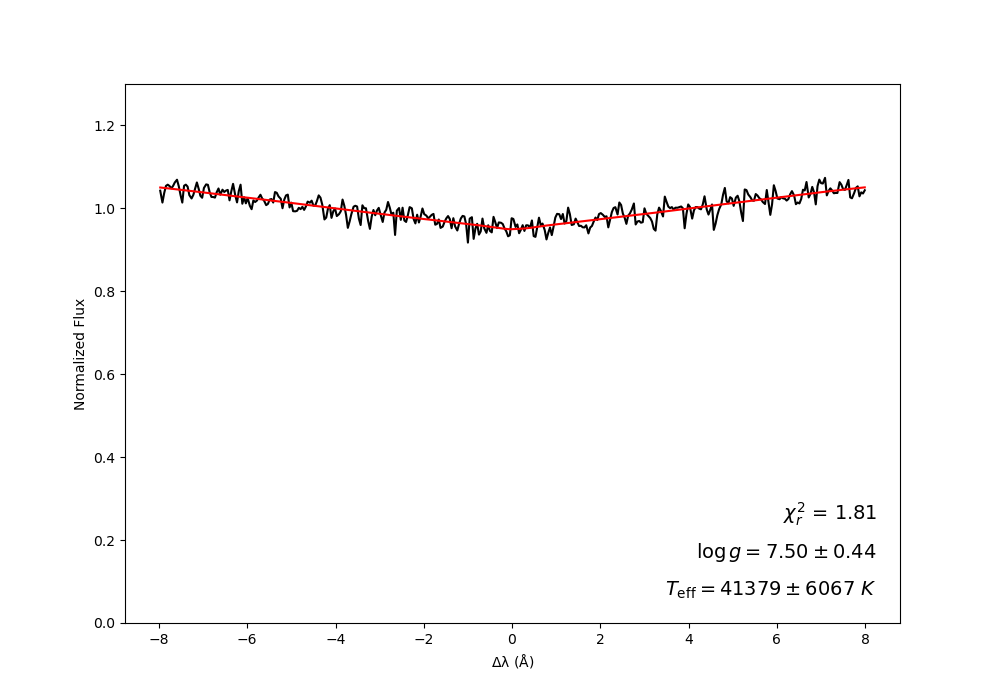 1.2
1.0
0.8
0.6
0.4
0.2
0.0
Normalized Flux
χ²ᵣ = 1.81
log g = 7.50 ± 0.44
T_eff = 41379 ± 6067 K
−8 −6 −4 −2 0 2 4 6 8
Δλ (Å)